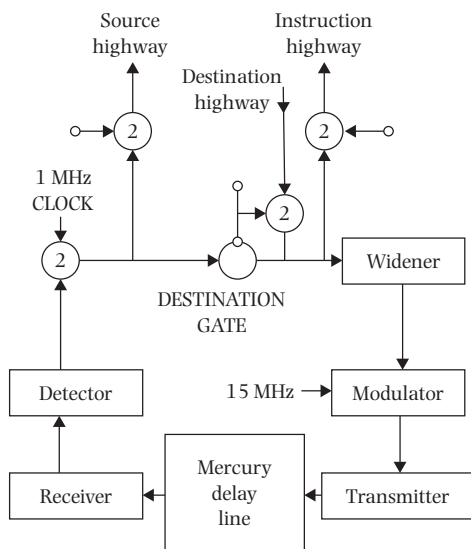 Source
highway
Instruction
highway
Destination
highway
2
2
1 MHz
CLOCK
2
2
DESTINATION
GATE
Widener
Detector
15 MHz
Modulator
Receiver
Mercury
delay
line
Transmitter